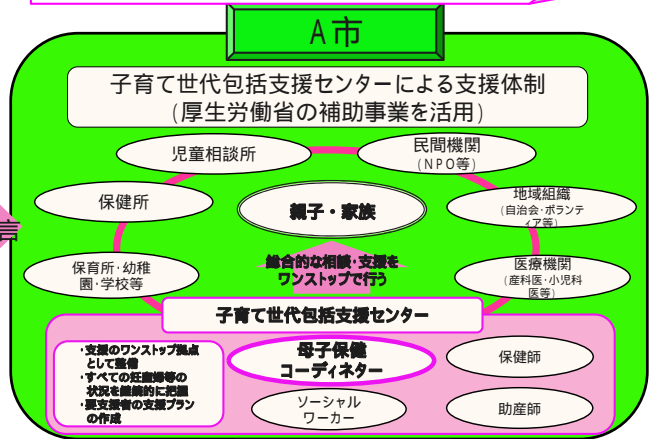 A市
子育て世代包括支援センターによる支援体制
(厚生労働省の補助事業を活用)
児童相談所
民間機関
(NPO等)
保健所
親子・家族
地域組織
(自治会・ボランテ
ィア等)
言
保育所・幼稚
園・学校等
総合的な相談・支援を
ワンストップで行う
医療機関
(産科医・小児科
医等)
子育て世代包括支援センター
・支援のワンストップ拠点
として整備
・すべての妊産婦等の
状況を継続的に把握
・要支援者の支援プラン
の作成
母子保健
コーディネター
保健師
ソーシャル
ワーカー
助産師